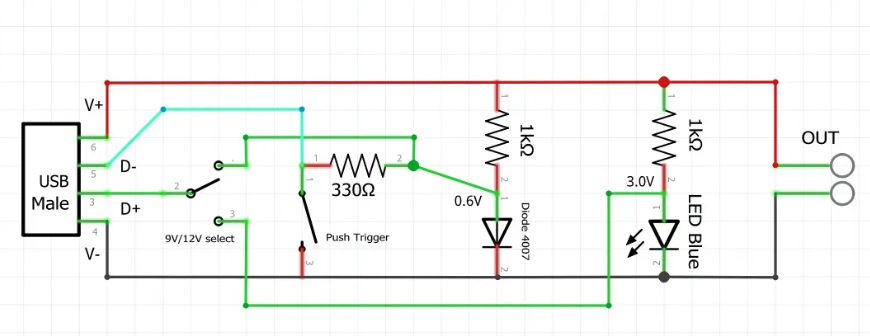 V+
6
5
D-
USB
Male
3
D+
4
V-
2
3
9V/12V select
1
2
330Ω
1
3
Push Trigger
1
1kΩ
2
0.6V
1
Diode 4007
2
1
1kΩ
2
3.0V
1
LED Blue
2
OUT